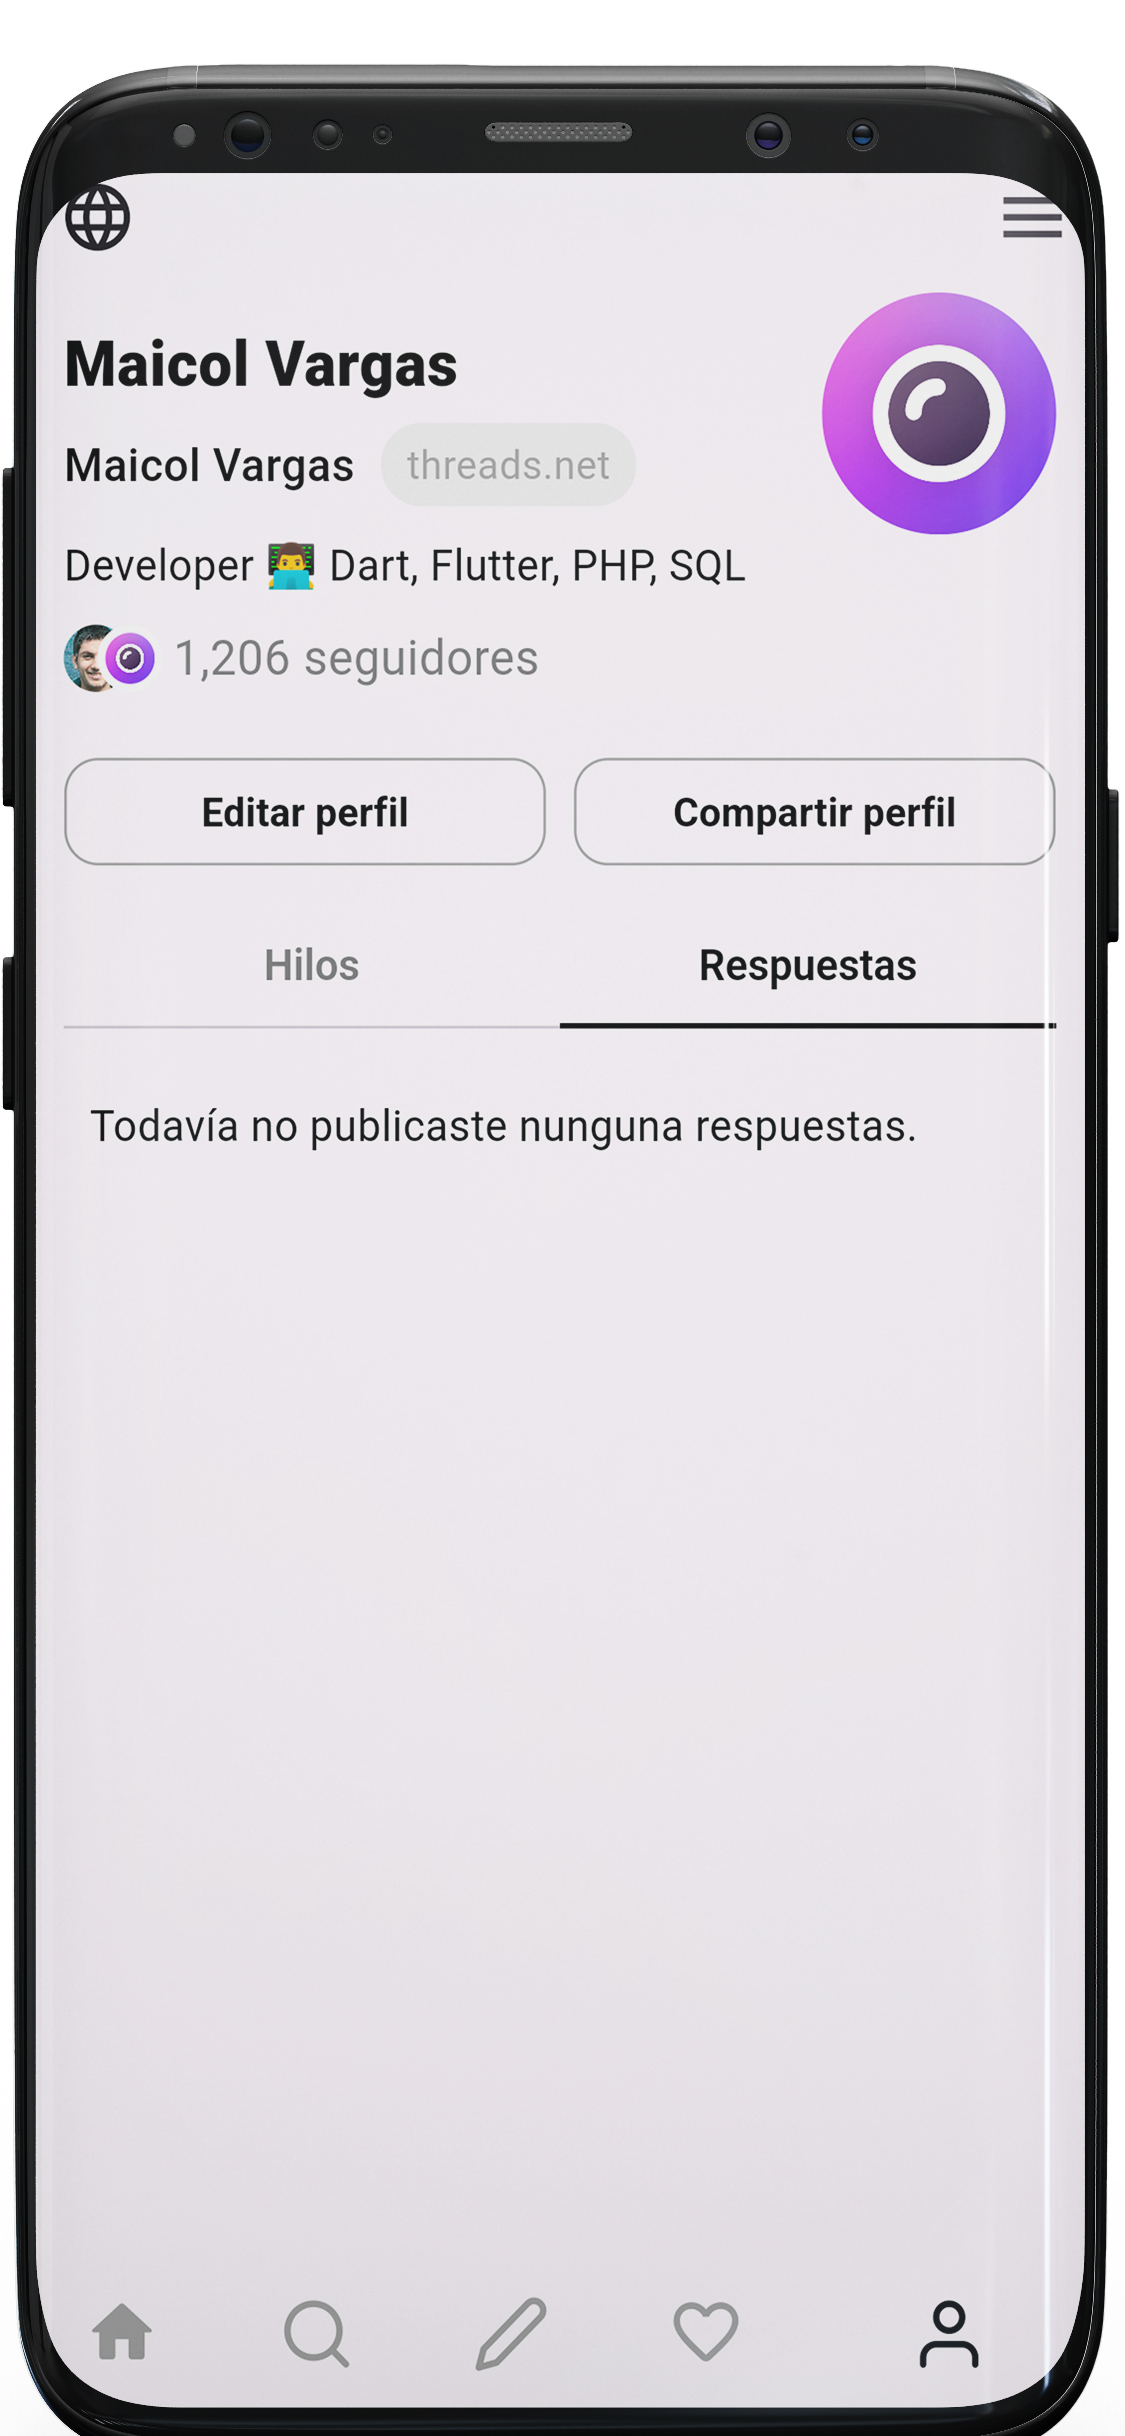 Maicol Vargas
Maicol Vargas threads.net
Developer 👨‍💻 Dart, Flutter, PHP, SQL
1,206 seguidores
Editar perfil Compartir perfil
Hilos Respuestas
Todavía no publicaste nunguna respuestas.